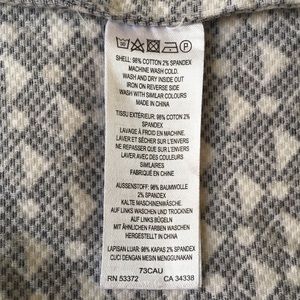 SHELL: 98% COTTON 2% SPANDEX
MACHINE WASH COLD.
WASH AND DRY INSIDE OUT
IRON ON REVERSE SIDE
WASH WITH SIMILAR COLOURS
MADE IN CHINA
TISSU EXTÉRIEUR: 98% COTON 2%
SPANDEX
LAVAGE À FROID EN MACHINE.
LAVER ET SÉCHER SUR L'ENVERS
NE REPASSER QUE SUR L'ENVERS
LAVER AVEC DES COULEURS
SIMILAIRES
FABRIQUÉ EN CHINE
AUSSENSTOFF: 98% BAUMWOLLE
2% SPANDEX
KALTE MASCHINENWÄSCHE.
AUF LINKS WASCHEN UND TROCKNEN
AUF LINKS BÜGELN
MIT ÄHNLICHEN FARBEN WASCHEN
HERGESTELLT IN CHINA
LAPISAN LUAR: 98% KAPAS 2% SPANDEX
CUCI DENGAN MESIN MENGGUNAKAN
73CAU
RN 53372 CA 34338